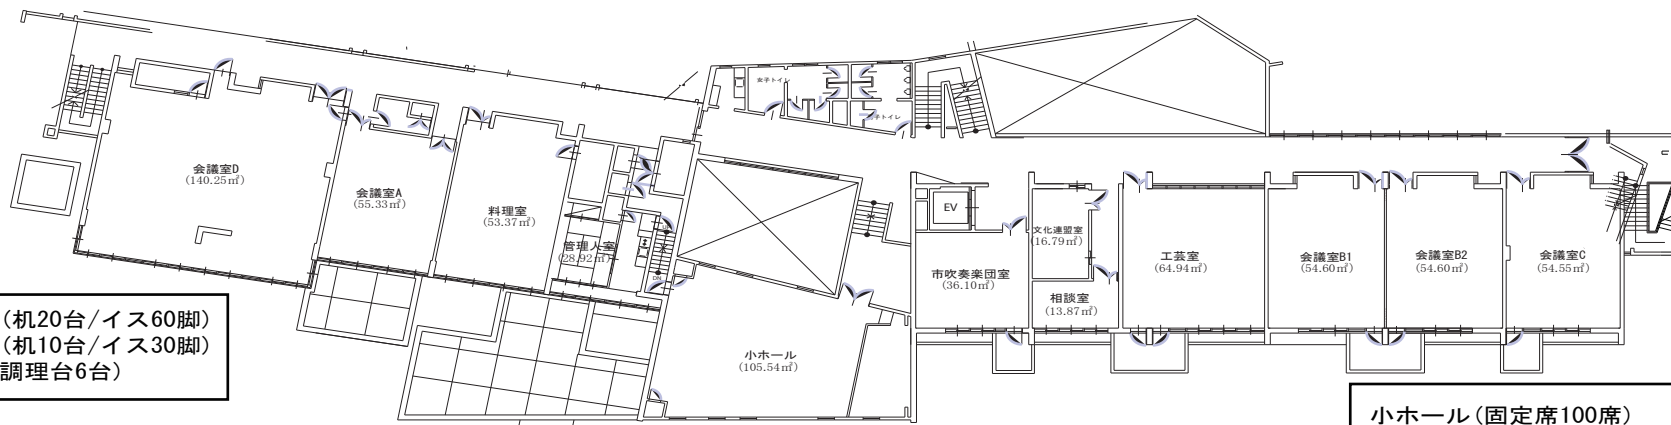 女子トイレ
子トイレ
会議室D
(140.25㎡)
会議室A
(55.33㎡)
料理室
(53.37㎡)
管理人室
(28.92㎡)
DN
EV
市吹奏楽団室
(36.10㎡)
文化連盟室
(16.79㎡)
相談室
(13.87㎡)
工芸室
(64.94㎡)
会議室B1
(54.60㎡)
会議室B2
(54.60㎡)
会議室C
(54.55㎡)
小ホール
(105.54㎡)
(机20台/イス60脚)
(机10台/イス30脚)
調理台6台)
小ホール(固定席100席)